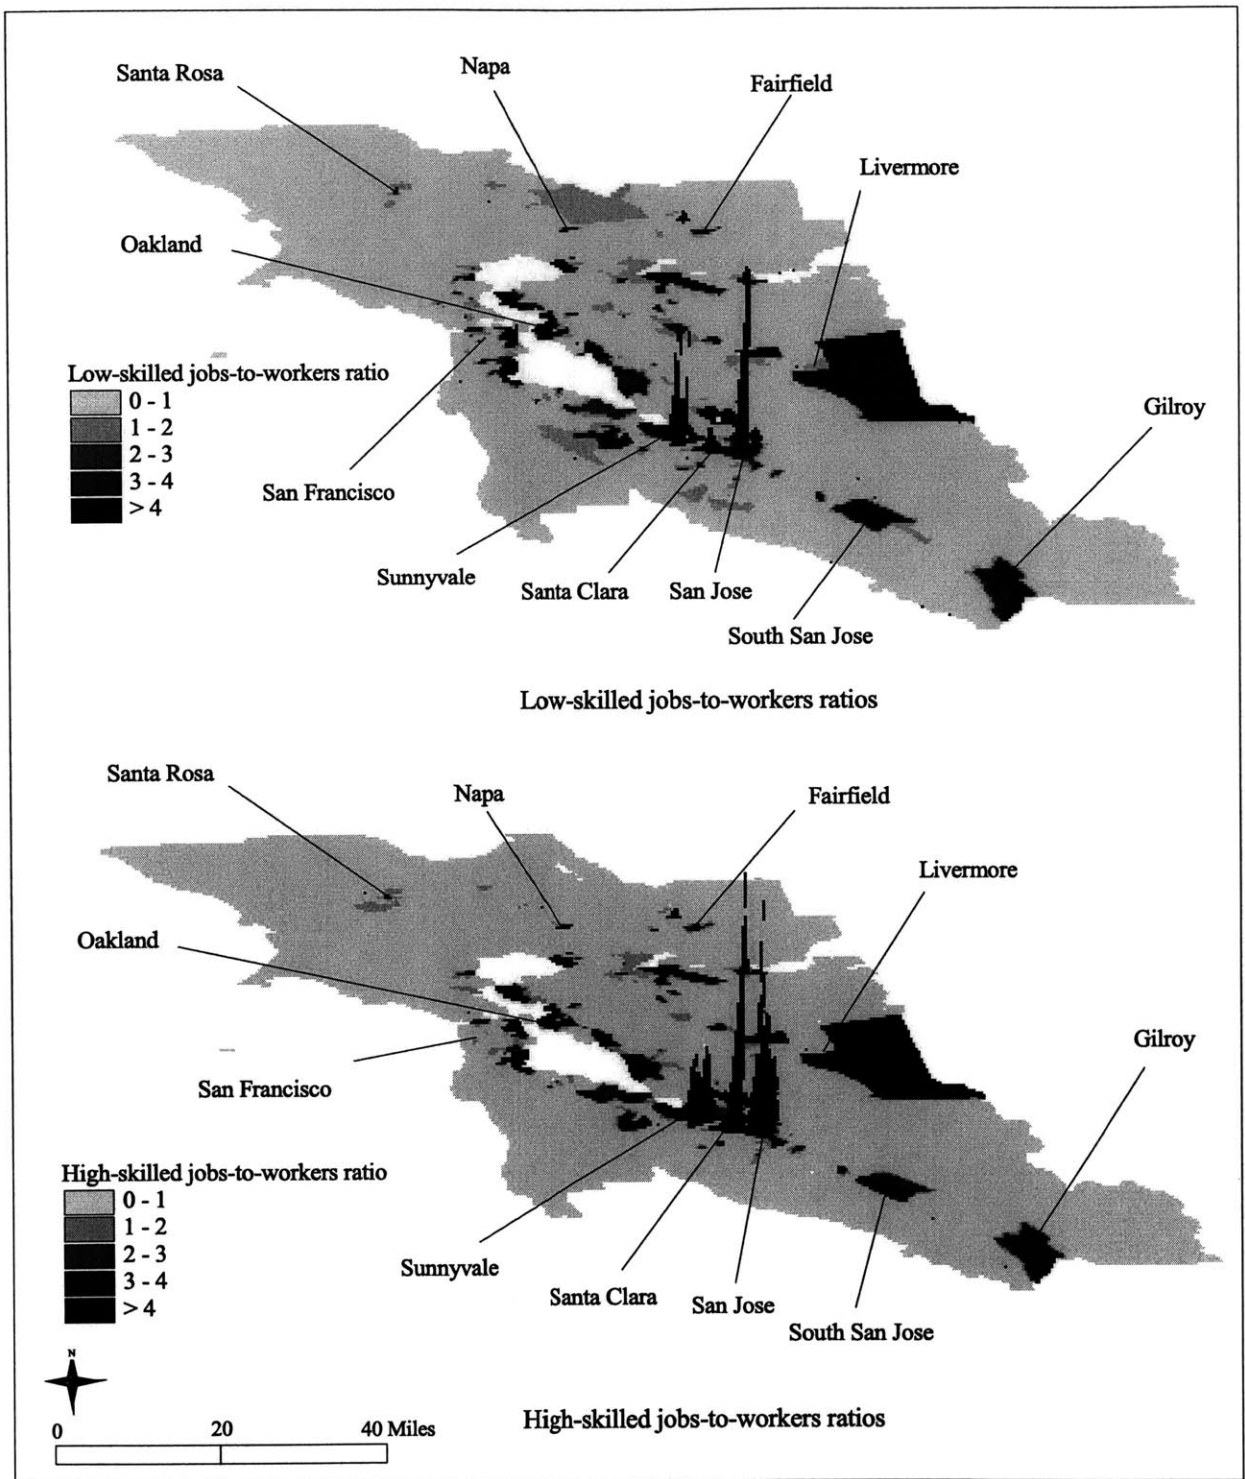 Santa Rosa
Napa
Fairfield
Livermore
Oakland
Low-skilled jobs-to-workers ratio
0 - 1
1 - 2
2 - 3
3 - 4
> 4
Gilroy
San Francisco
Sunnyvale
Santa Clara
San Jose
South San Jose
Low-skilled jobs-to-workers ratios
Santa Rosa
Napa
Fairfield
Livermore
Oakland
Gilroy
San Francisco
High-skilled jobs-to-workers ratio
0 - 1
1 - 2
2 - 3
3 - 4
> 4
Sunnyvale
Santa Clara
San Jose
South San Jose
N
0 20 40 Miles
High-skilled jobs-to-workers ratios